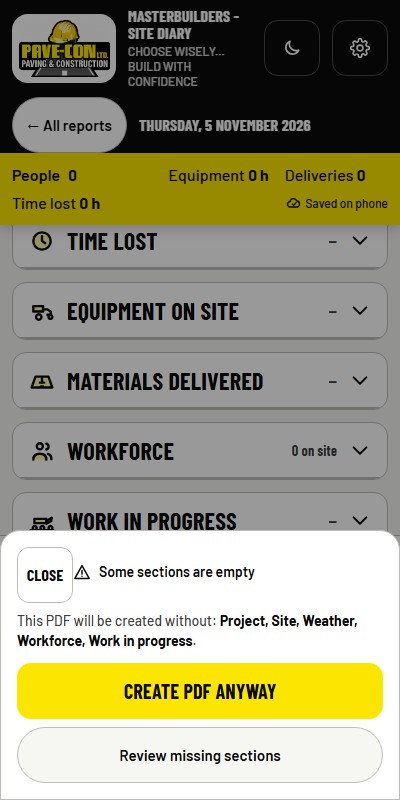 PAVE-CON LTD.
PAVING & CONSTRUCTION
MASTERBUILDERS -
SITE DIARY
CHOOSE WISELY...
BUILD WITH
CONFIDENCE
← All reports
THURSDAY, 5 NOVEMBER 2026
People 0
Equipment 0 h
Deliveries 0
Time lost 0 h
Saved on phone
TIME LOST –
EQUIPMENT ON SITE –
MATERIALS DELIVERED –
WORKFORCE 0 on site
WORK IN PROGRESS –
CLOSE
Some sections are empty
This PDF will be created without: Project, Site, Weather,
Workforce, Work in progress.
CREATE PDF ANYWAY
Review missing sections